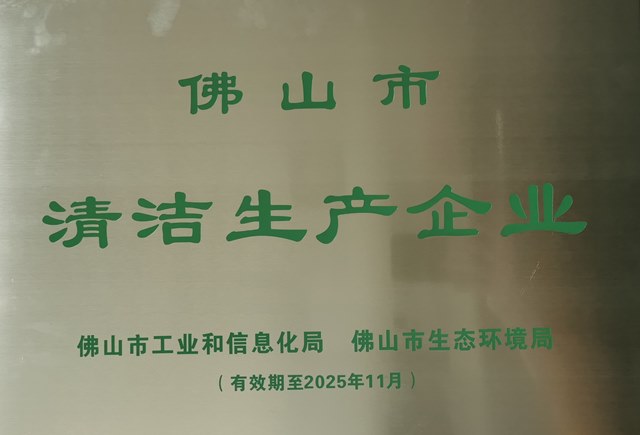 佛山市
清洁生产企业
佛山市工业和信息化局 佛山市生态环境局
（有效期至2025年11月）